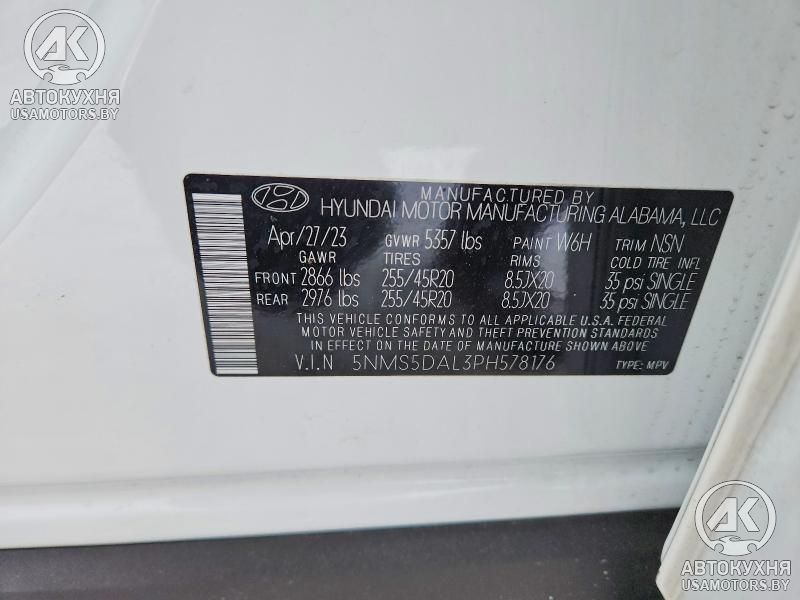 AK
АВТОКУХНЯ
USAMOTORS.BY
MANUFACTURED BY
HYUNDAI MOTOR MANUFACTURING ALABAMA, LLC
Apr/27/23 GVWR 5357 lbs PAINT W6H TRIM NSN
GAWR TIRES RIMS COLD TIRE INFL
FRONT 2866 lbs 255/45R20 8.5JX20 35 psi SINGLE
REAR 2976 lbs 255/45R20 8.5JX20 35 psi SINGLE
THIS VEHICLE CONFORMS TO ALL APPLICABLE U.S.A. FEDERAL
MOTOR VEHICLE SAFETY AND THEFT PREVENTION STANDARDS
IN EFFECT ON THE DATE OF MANUFACTURE SHOWN ABOVE.
V.I.N 5NMS5DAL3PH578176 TYPE: MPV
AK
АВТОКУХНЯ
USAMOTORS.BY